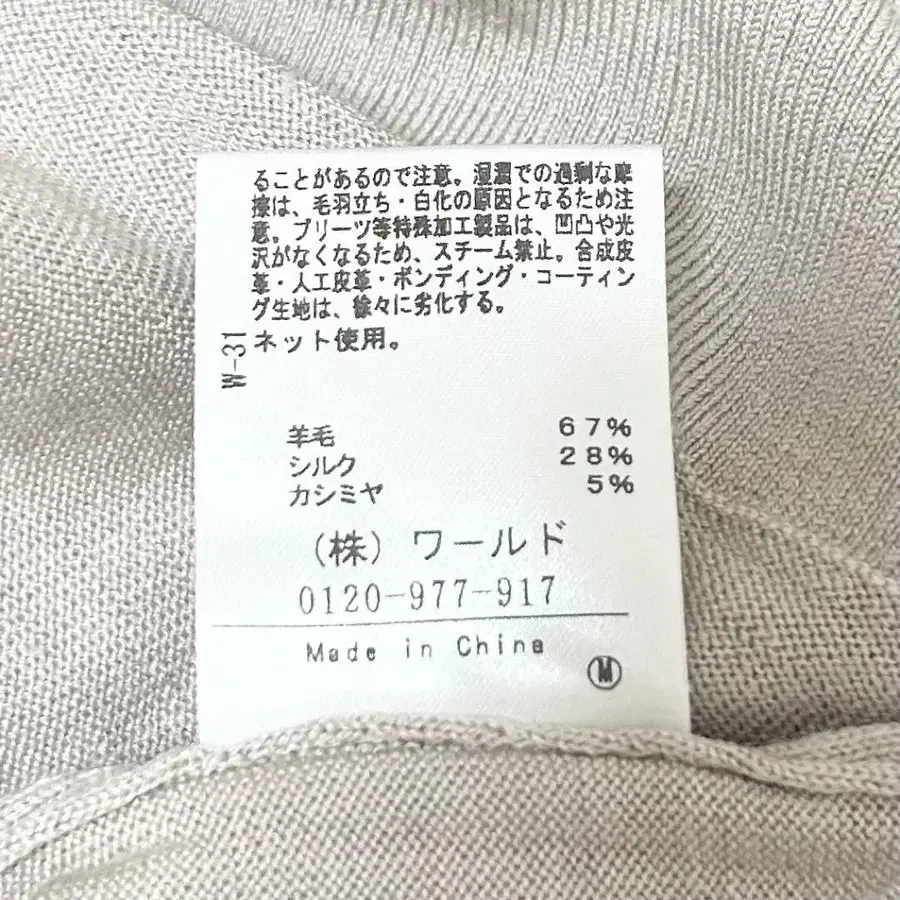 ることがあるので注意。湿潤での過剰な摩
擦は、毛羽立ち・白化の原因となるため注
意。プリーツ等特殊加工製品は、凹凸や光
沢がなくなるため、スチーム禁止。合成皮
革・人工皮革・ボンディング・コーティン
グ生地は、徐々に劣化する。
W-31
ネット使用。
羊毛 67%
シルク 28%
カシミヤ 5%
(株) ワールド
0120-977-917
Made in China
M